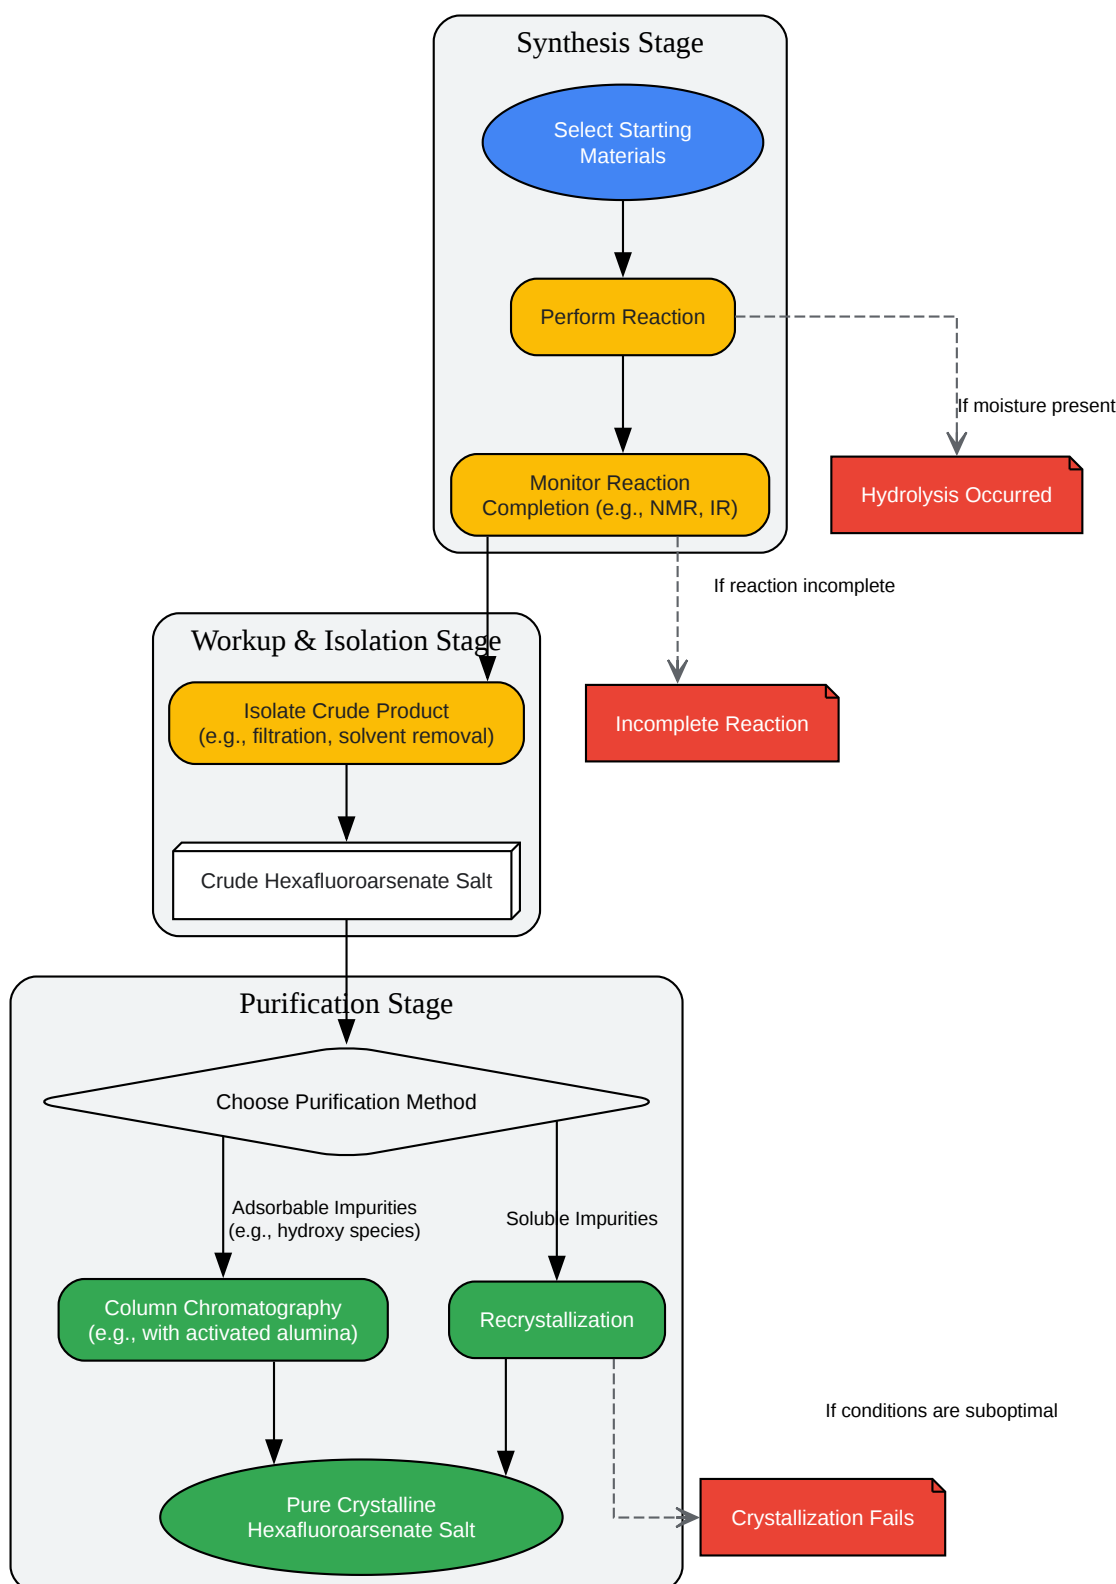 Synthesis Stage
Select Starting
Materials
Perform Reaction
If moisture present
Monitor Reaction
Completion (e.g., NMR, IR)
Hydrolysis Occurred
If reaction incomplete
Workup & Isolation Stage
Isolate Crude Product
(e.g., filtration, solvent removal)
Incomplete Reaction
Crude Hexafluoroarsenate Salt
Purification Stage
Choose Purification Method
Adsorbable Impurities
(e.g., hydroxy species)
Soluble Impurities
Column Chromatography
(e.g., with activated alumina)
Recrystallization
If conditions are suboptimal
Pure Crystalline
Hexafluoroarsenate Salt
Crystallization Fails